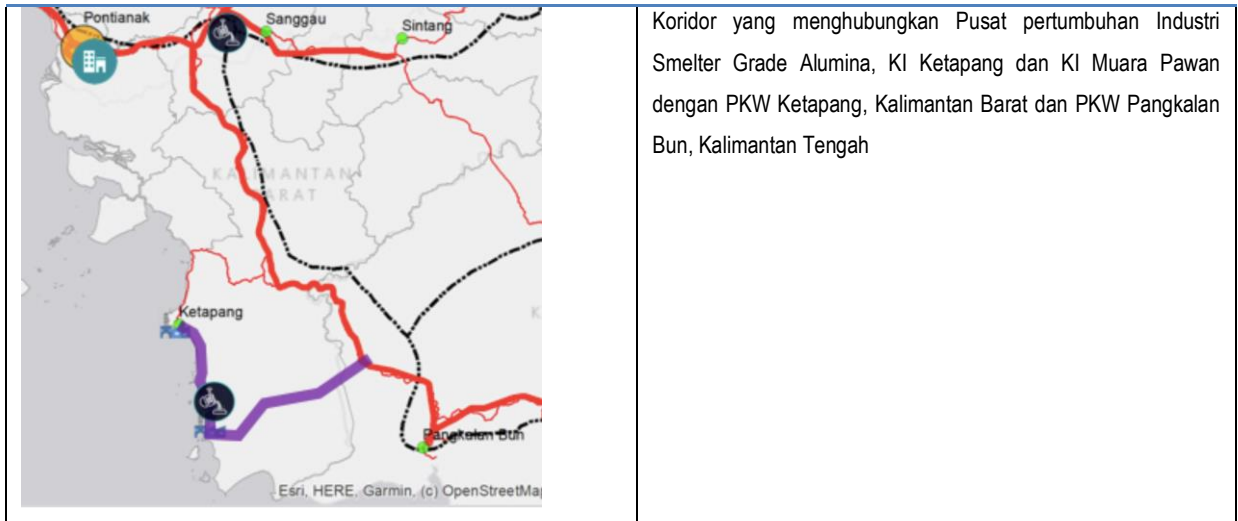 Pontianak
Sanggau
Sintang
KALIMANTAN
BARAT
Ketapang
Pangkalan Bun
Esri, HERE, Garmin, (c) OpenStreetMa
Koridor yang menghubungkan Pusat pertumbuhan Industri
Smelter Grade Alumina, KI Ketapang dan KI Muara Pawan
dengan PKW Ketapang, Kalimantan Barat dan PKW Pangkalan
Bun, Kalimantan Tengah